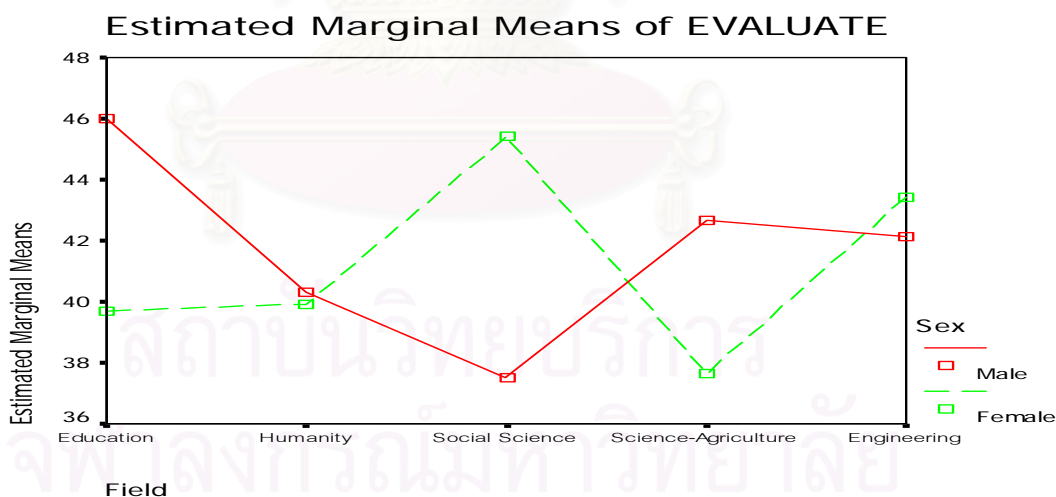 Estimated Marginal Means of EVALUATE
48
46
44
42
40
38
36
Estimated Marginal Means
Education Humanity Social Science Science-Agriculture Engineering
Field
Sex
Male
Female
สถาบันวิทยบริการ
จุฬาลงกรณ์มหาวิทยาลัย